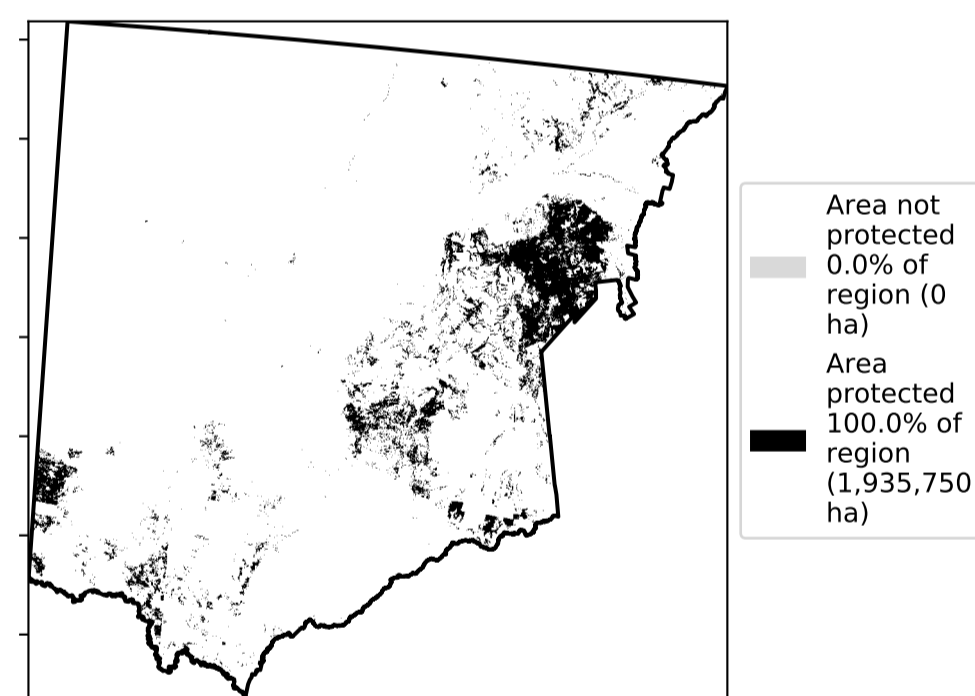 Area not
protected
0.0% of
region (0
ha)
Area
protected
100.0% of
region
(1,935,750
ha)